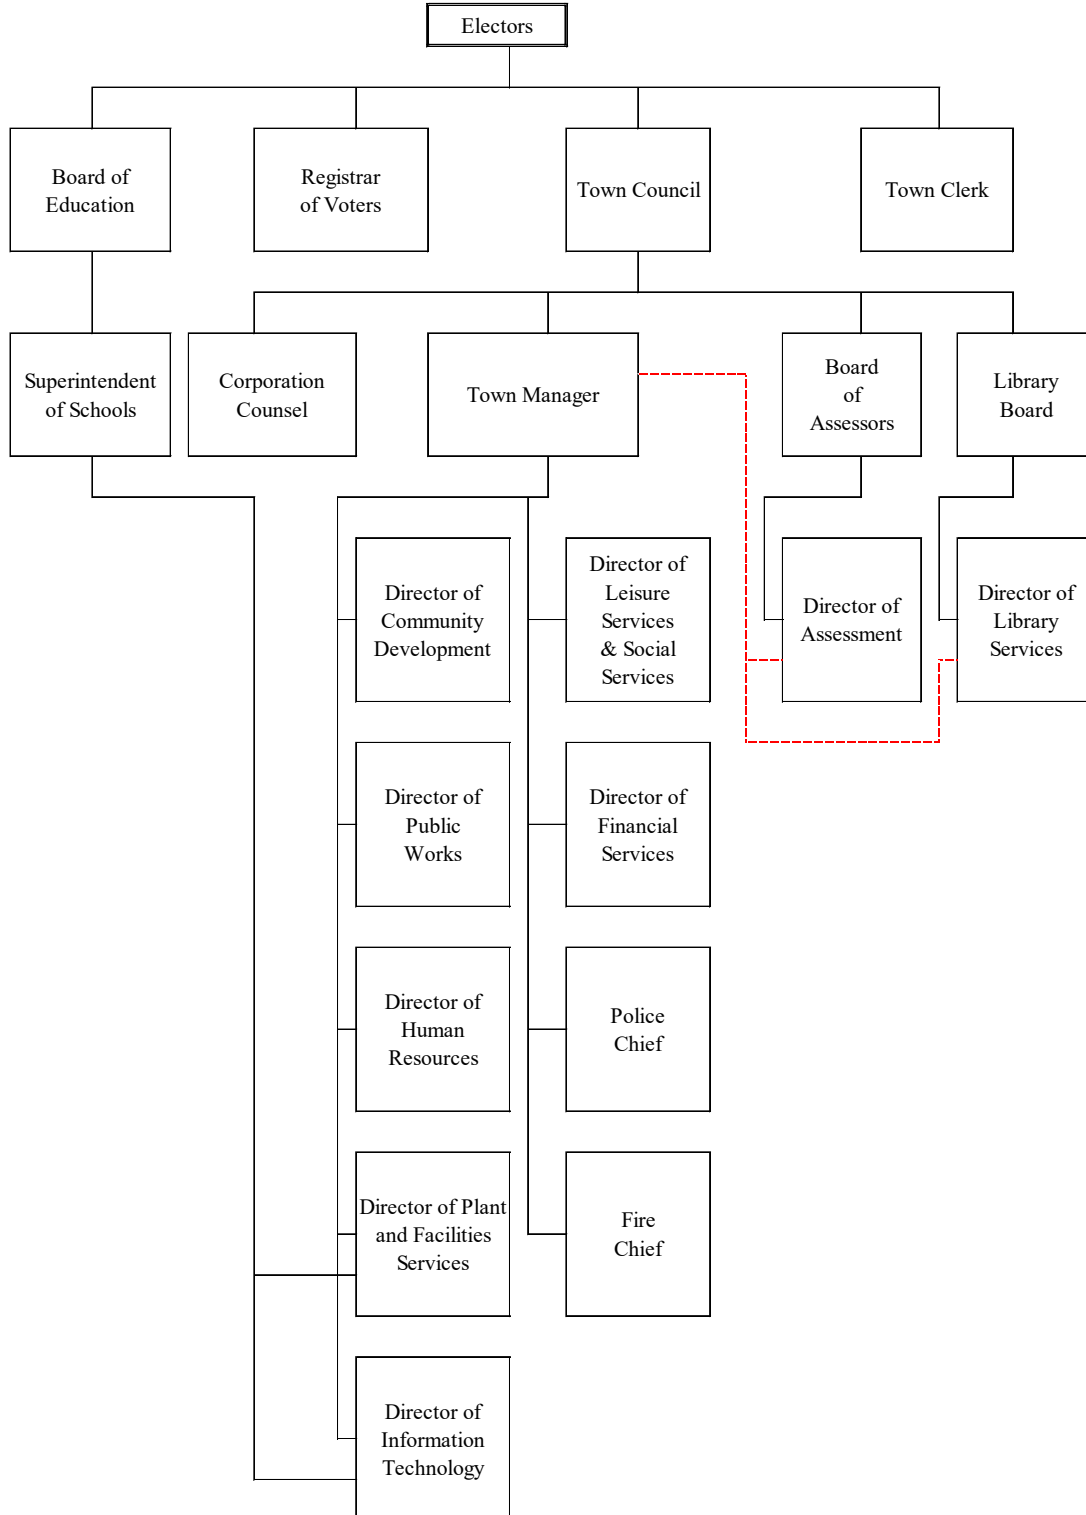 Electors
Board of
Education
Registrar
of Voters
Town Council
Town Clerk
Superintendent
of Schools
Corporation
Counsel
Town Manager
Board
of
Assessors
Library
Board
Director of
Community
Development
Director of
Leisure
Services
& Social
Services
Director of
Assessment
Director of
Library
Services
Director of
Public
Works
Director of
Financial
Services
Director of
Human
Resources
Police
Chief
Director of Plant
and Facilities
Services
Fire
Chief
Director of
Information
Technology